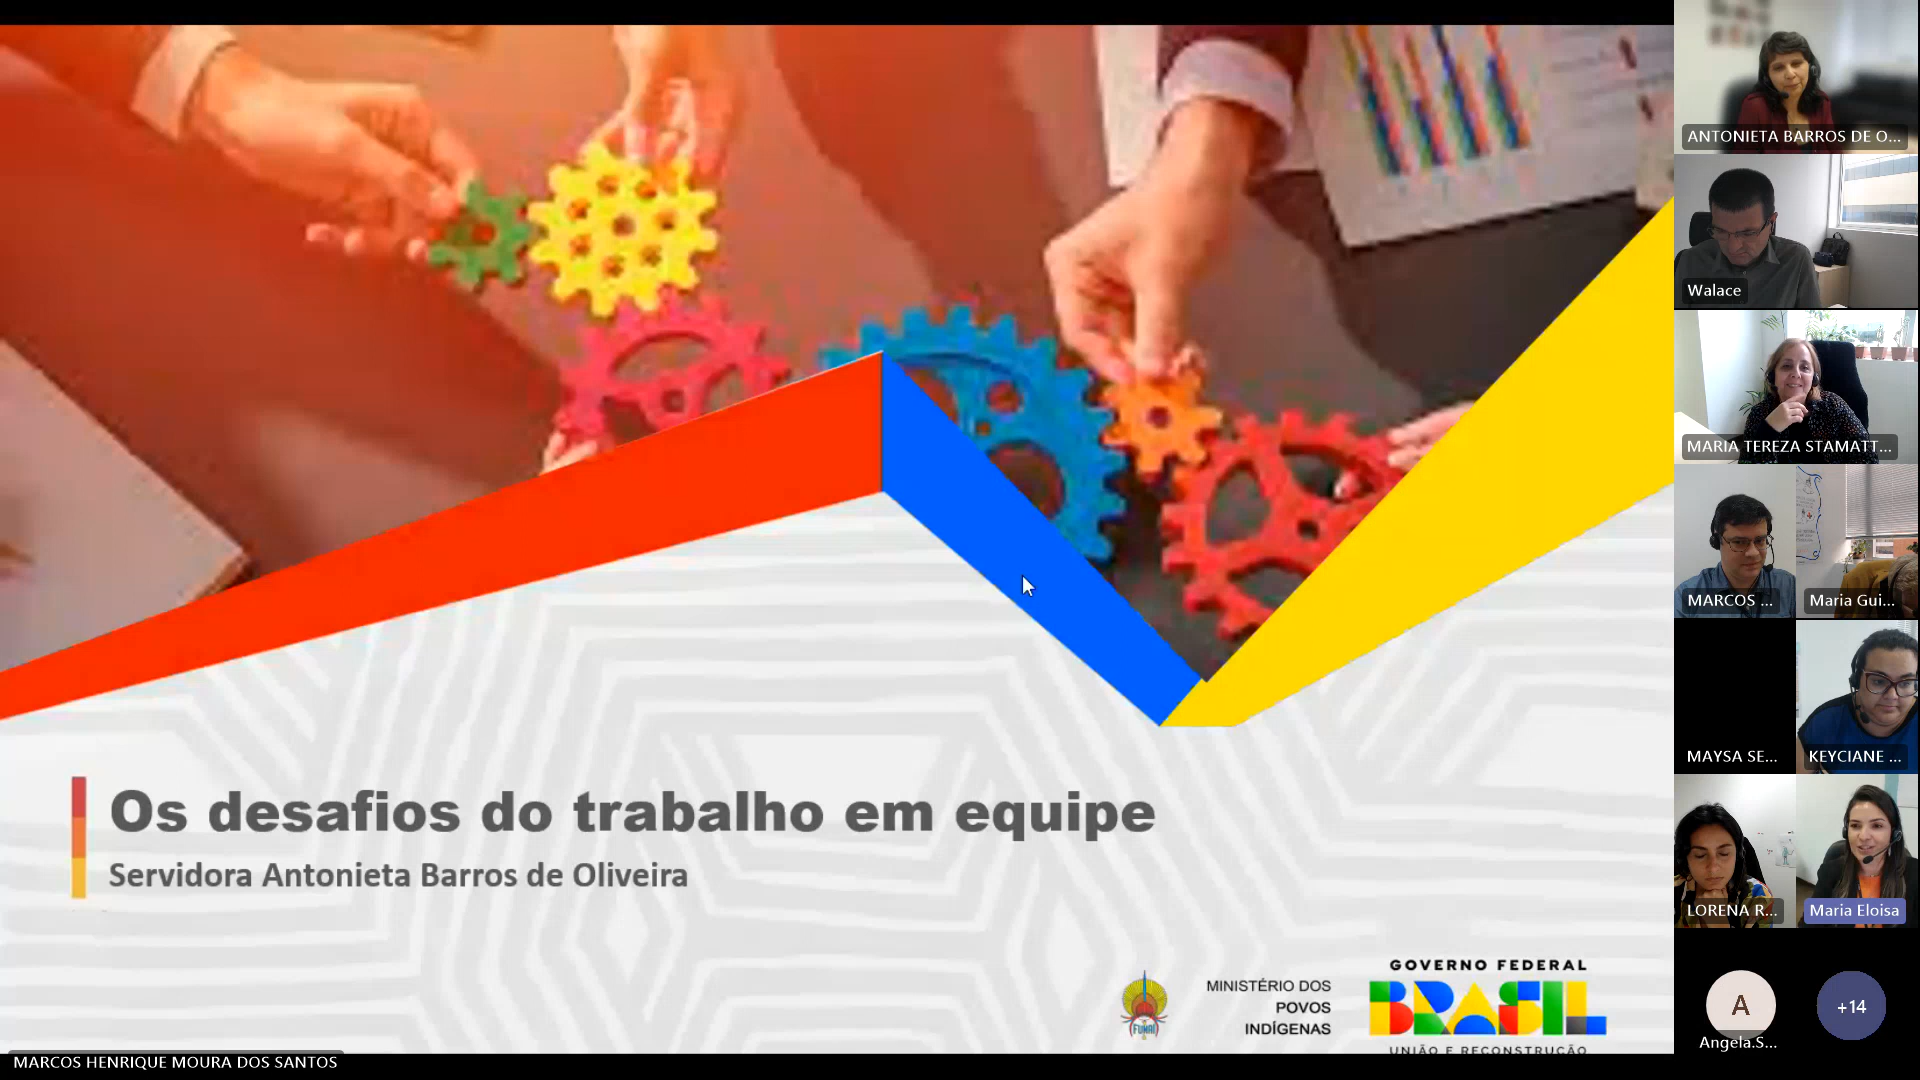 Os desafios do trabalho em equipe
Servidora Antonieta Barros de Oliveira
FUNAI
MINISTÉRIO DOS
POVOS
INDÍGENAS
GOVERNO FEDERAL
BRASIL
UNIÃO E RECONSTRUÇÃO
MARCOS HENRIQUE MOURA DOS SANTOS
ANTONIETA BARROS DE O...
Walace
MARIA TEREZA STAMATT...
MARCOS ...
Maria Gui...
MAYSA SE...
KEYCIANE ...
LORENA R...
Maria Eloisa
A
Angela.S...
+14